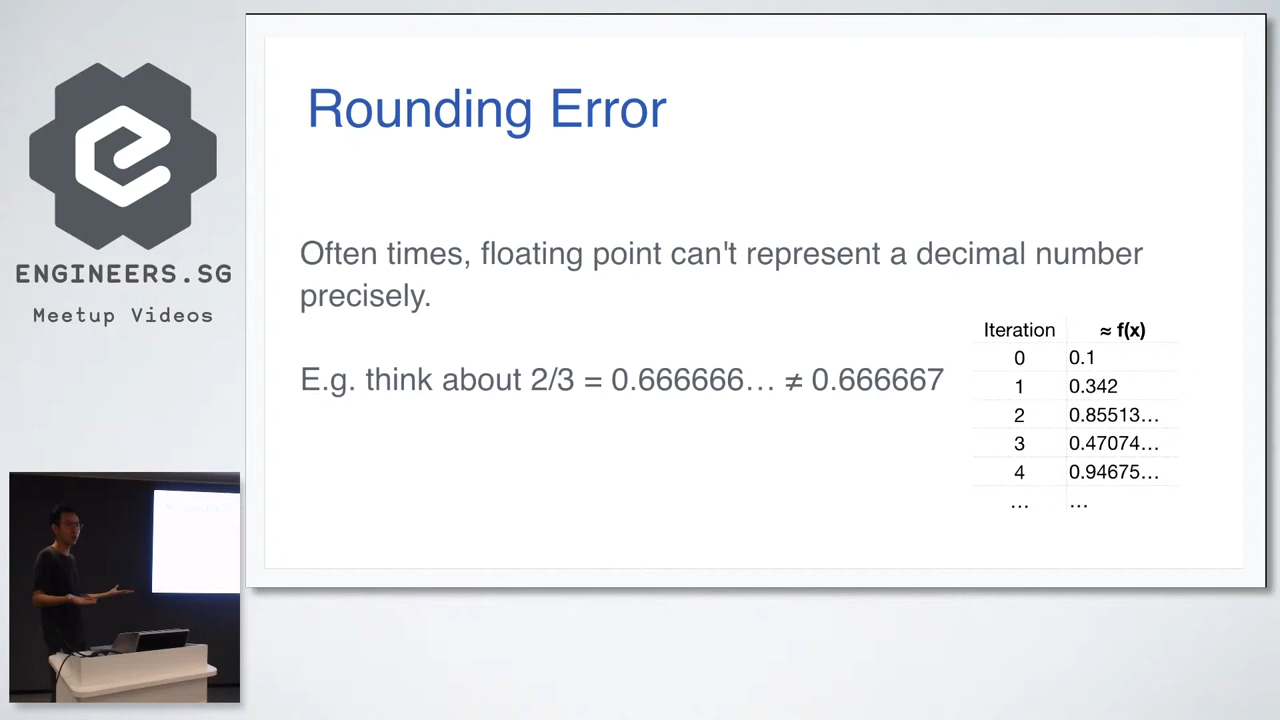 ENGINEERS.SG
Meetup Videos
Rounding Error
Often times, floating point can't represent a decimal number
precisely.
E.g. think about 2/3 = 0.666666… ≠ 0.666667
Iteration ≈ f(x)
0 0.1
1 0.342
2 0.85513…
3 0.47074…
4 0.94675…
… …